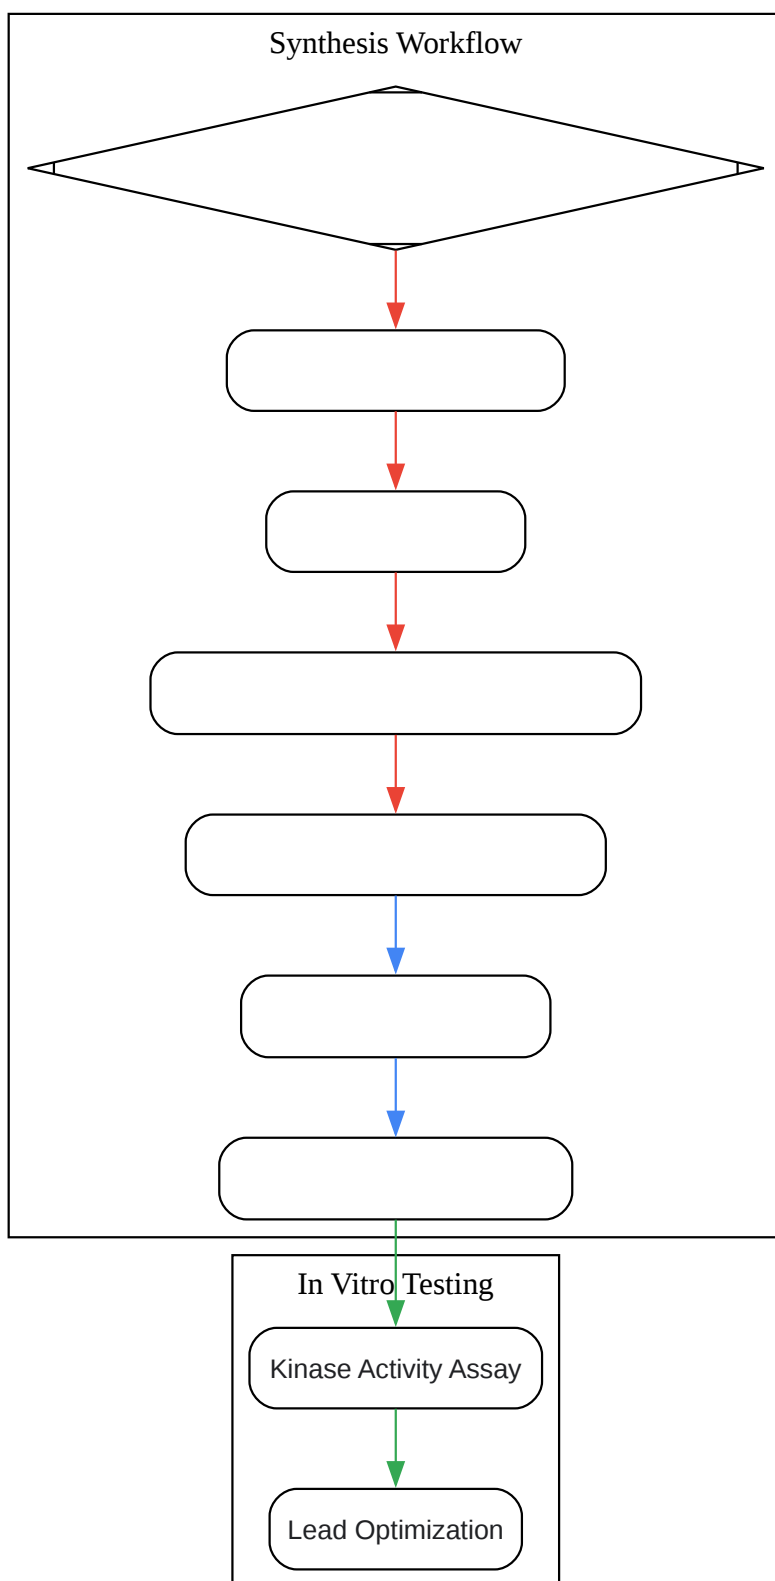 Synthesis Workflow
In Vitro Testing
Kinase Activity Assay
Lead Optimization